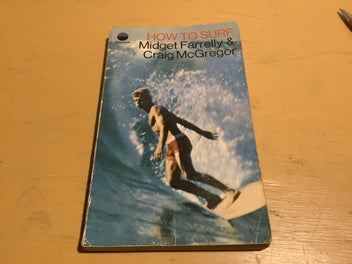 HOW TO SURF
Midget Farrelly &
Craig McGregor